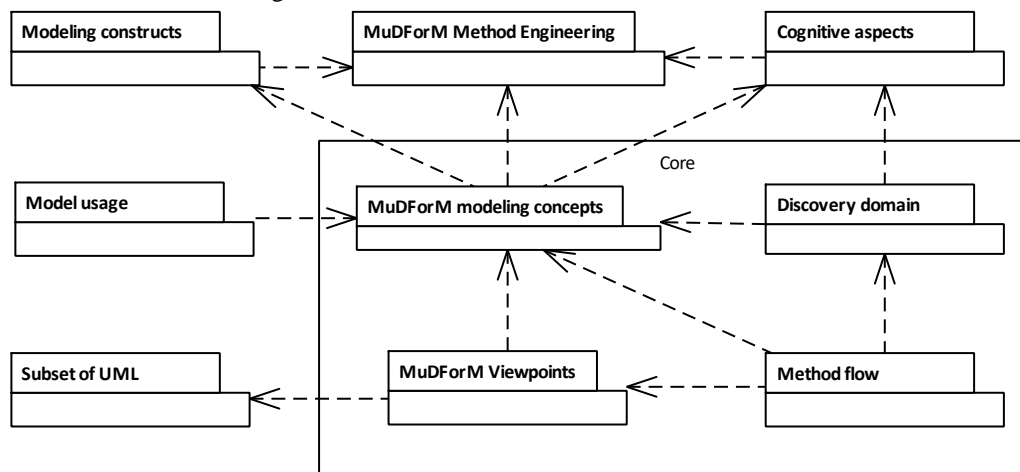 Modeling constructs
MuDForM Method Engineering
Cognitive aspects
Core
Model usage
MuDForM modeling concepts
Discovery domain
Subset of UML
MuDForM Viewpoints
Method flow